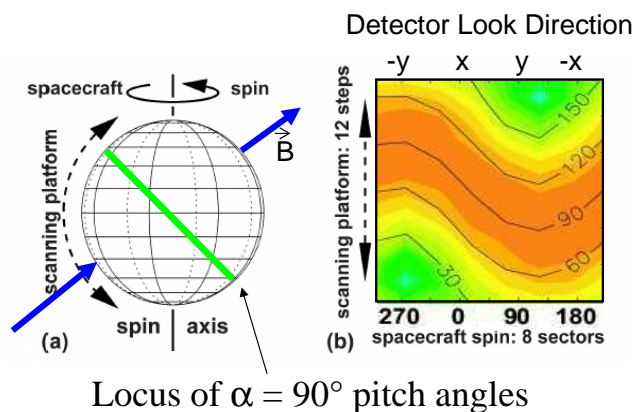 Detector Look Direction
-y x y -x
spacecraft spin
B
scanning platform
(a) spin axis
scanning platform: 12 steps
150
120
90
60
30
270 0 90 180
(b) spacecraft spin: 8 sectors
Locus of α = 90° pitch angles